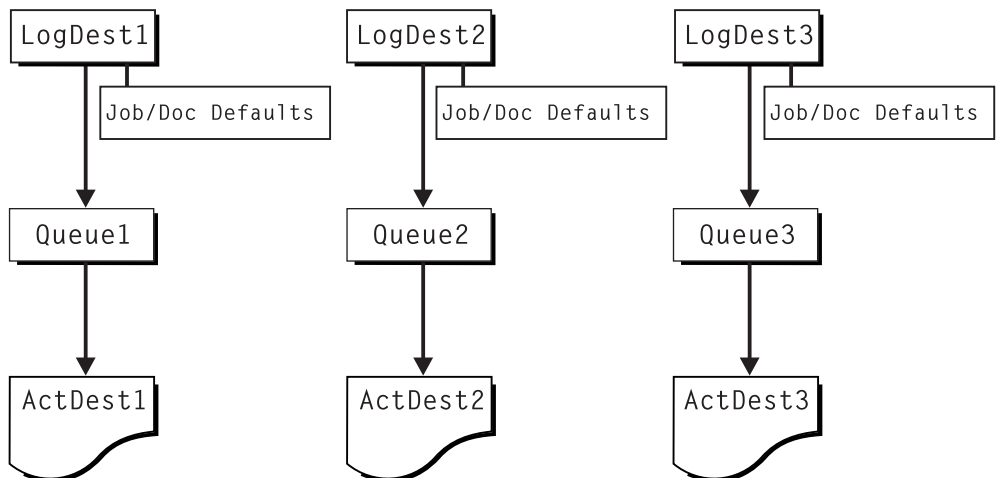 LogDest1
LogDest2
LogDest3
Job/Doc Defaults
Job/Doc Defaults
Job/Doc Defaults
Queue1
Queue2
Queue3
ActDest1
ActDest2
ActDest3